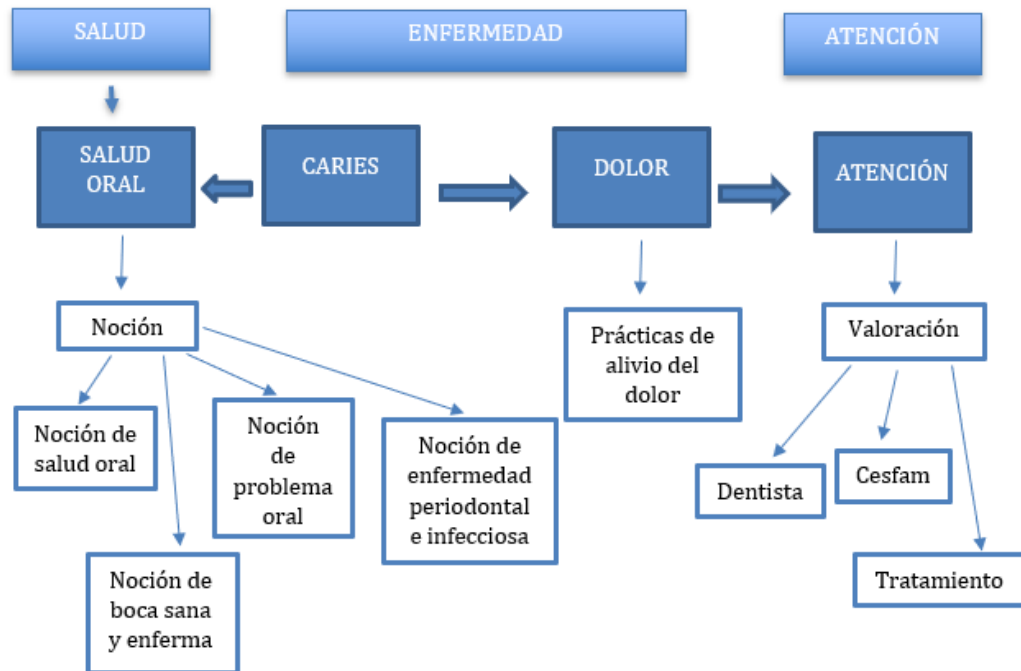 SALUD
ENFERMEDAD
ATENCIÓN
SALUD
ORAL
CARIES
DOLOR
ATENCIÓN
Noción
Prácticas de
alivio del
dolor
Valoración
Noción de
salud oral
Noción
de
problema
oral
Noción de
enfermedad
periodontal
e infecciosa
Dentista
Cesfam
Noción de
boca sana
y enferma
Tratamiento